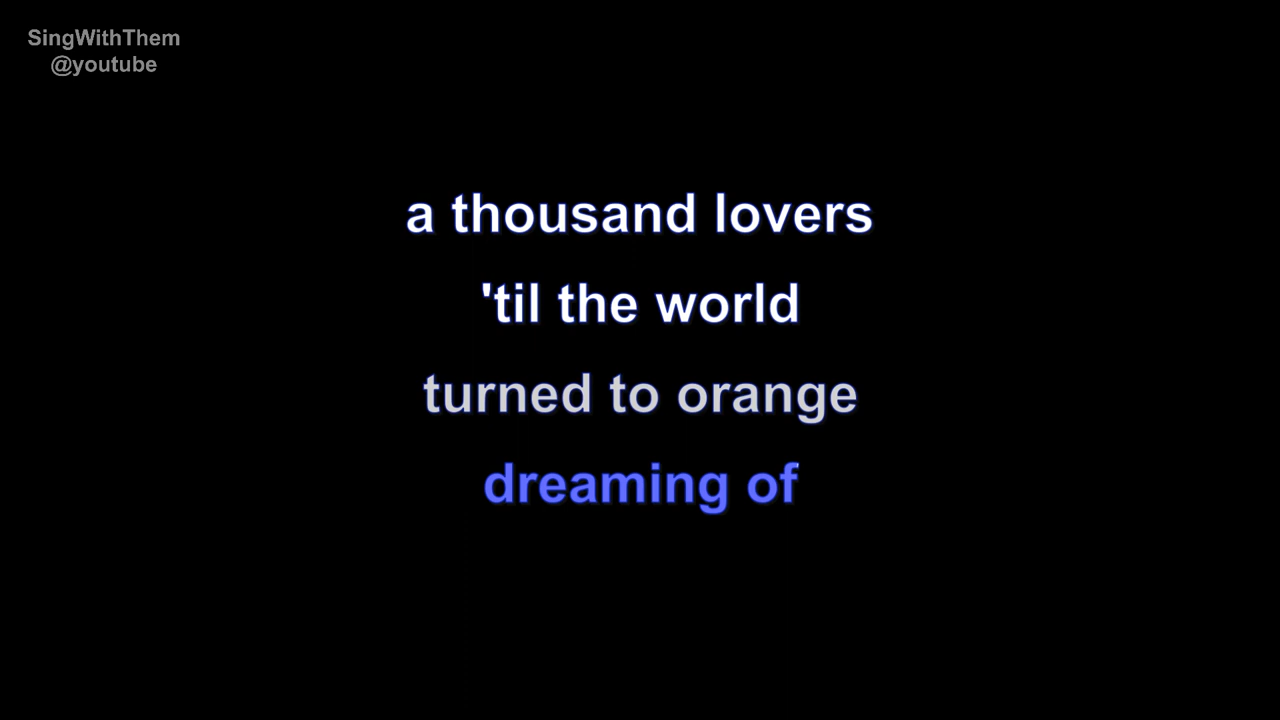 SingWithThem
@youtube
a thousand lovers
'til the world
turned to orange
dreaming of